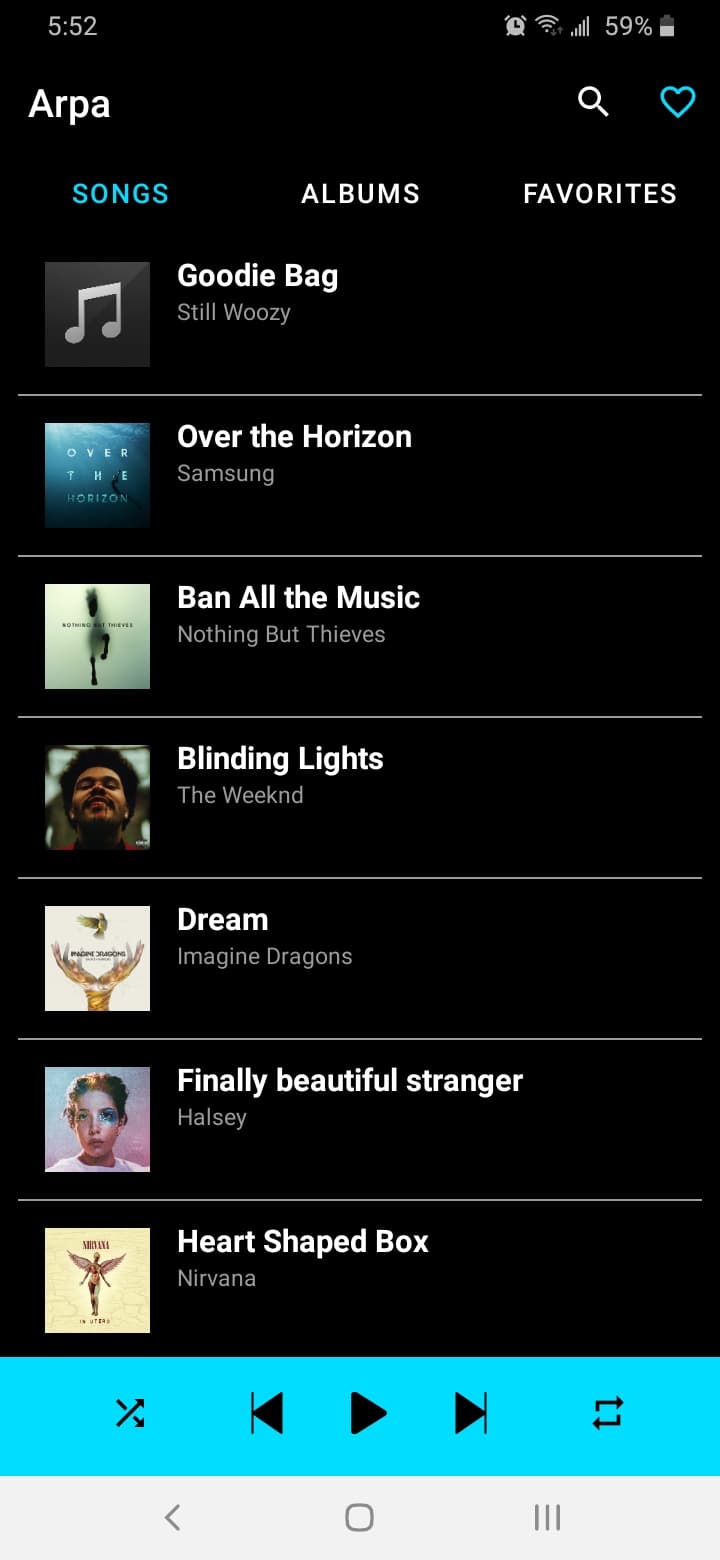 5:52 59%
Arpa
SONGS ALBUMS FAVORITES
Goodie Bag
Still Woozy
OVER
THE
HORIZON
Over the Horizon
Samsung
NOTHING BUT THIEVES
Ban All the Music
Nothing But Thieves
Blinding Lights
The Weeknd
IMAGINE DRAGONS
Dream
Imagine Dragons
Finally beautiful stranger
Halsey
NIRVANA
IN UTERO
Heart Shaped Box
Nirvana